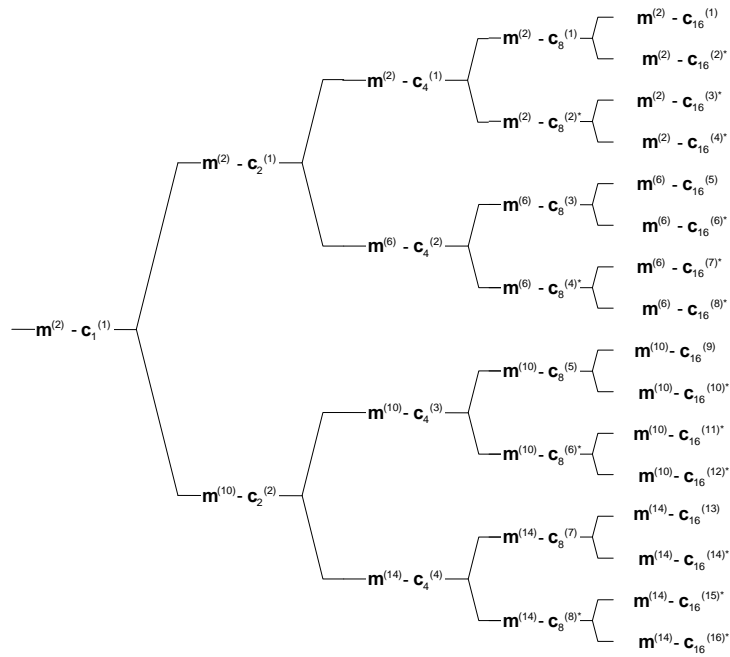 m(2) - c16(1)
m(2) - c8(1)
m(2) - c16(2)*
m(2) - c4(1)
m(2) - c16(3)*
m(2) - c8(2)*
m(2) - c16(4)*
m(2) - c2(1)
m(6) - c16(5)
m(6) - c8(3)
m(6) - c16(6)*
m(6) - c4(2)
m(6) - c16(7)*
m(6) - c8(4)*
m(6) - c16(8)*
m(2) - c1(1)
m(10) - c16(9)
m(10) - c8(5)
m(10) - c16(10)*
m(10) - c4(3)
m(10) - c16(11)*
m(10) - c8(6)*
m(10) - c16(12)*
m(10) - c2(2)
m(14) - c16(13)
m(14) - c8(7)
m(14) - c16(14)*
m(14) - c4(4)
m(14) - c16(15)*
m(14) - c8(8)*
m(14) - c16(16)*